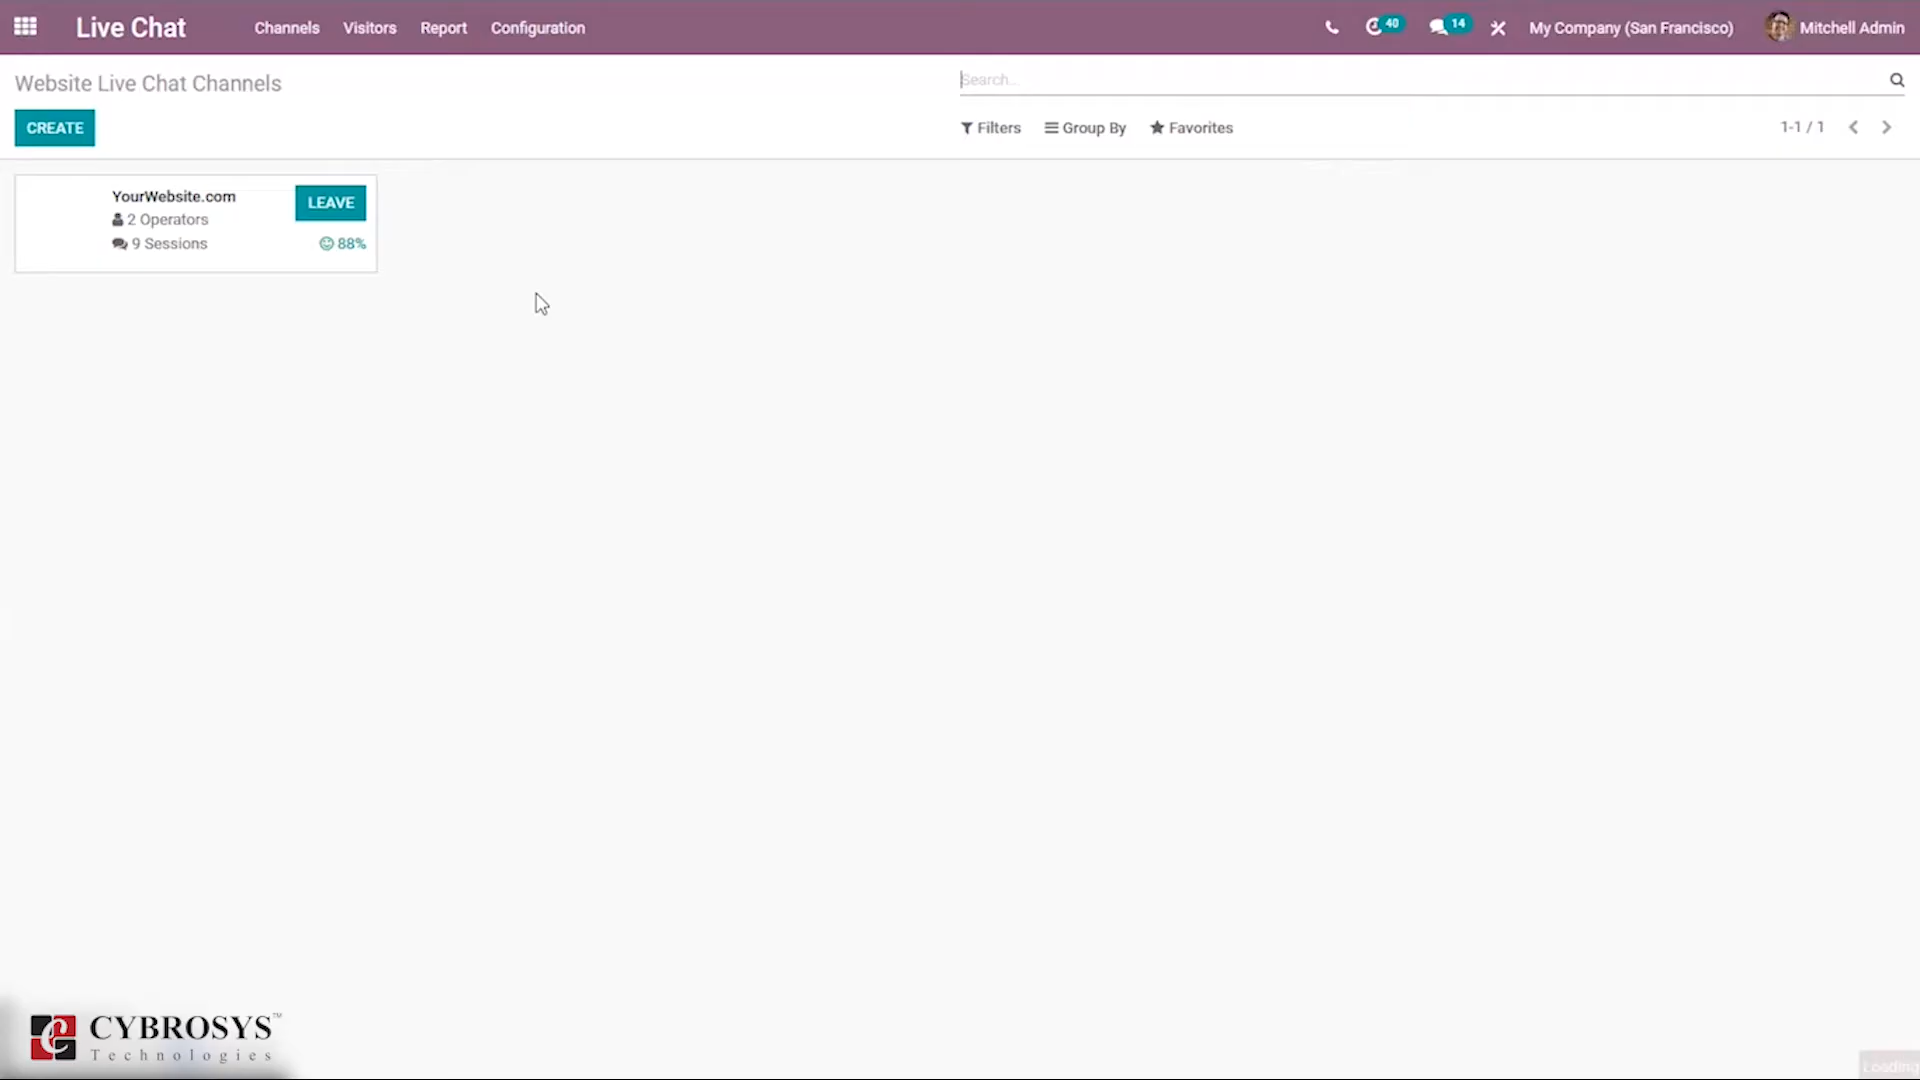 Live Chat
Channels
Visitors
Report
Configuration
40
14
My Company (San Francisco)
Mitchell Admin
Website Live Chat Channels
Search...
CREATE
Filters
Group By
Favorites
1-1 / 1
YourWebsite.com
LEAVE
2 Operators
9 Sessions
88%
CYBROSYS™
Technologies
Loading